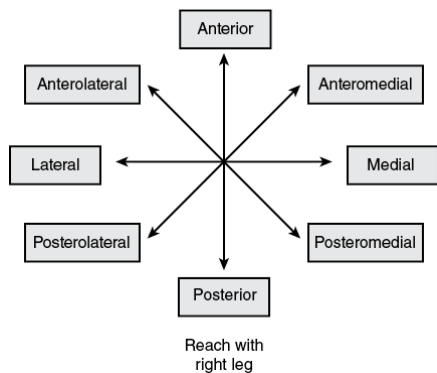 Anterior
Anterolateral
Anteromedial
Lateral
Medial
Posterolateral
Posteromedial
Posterior
Reach with
right leg